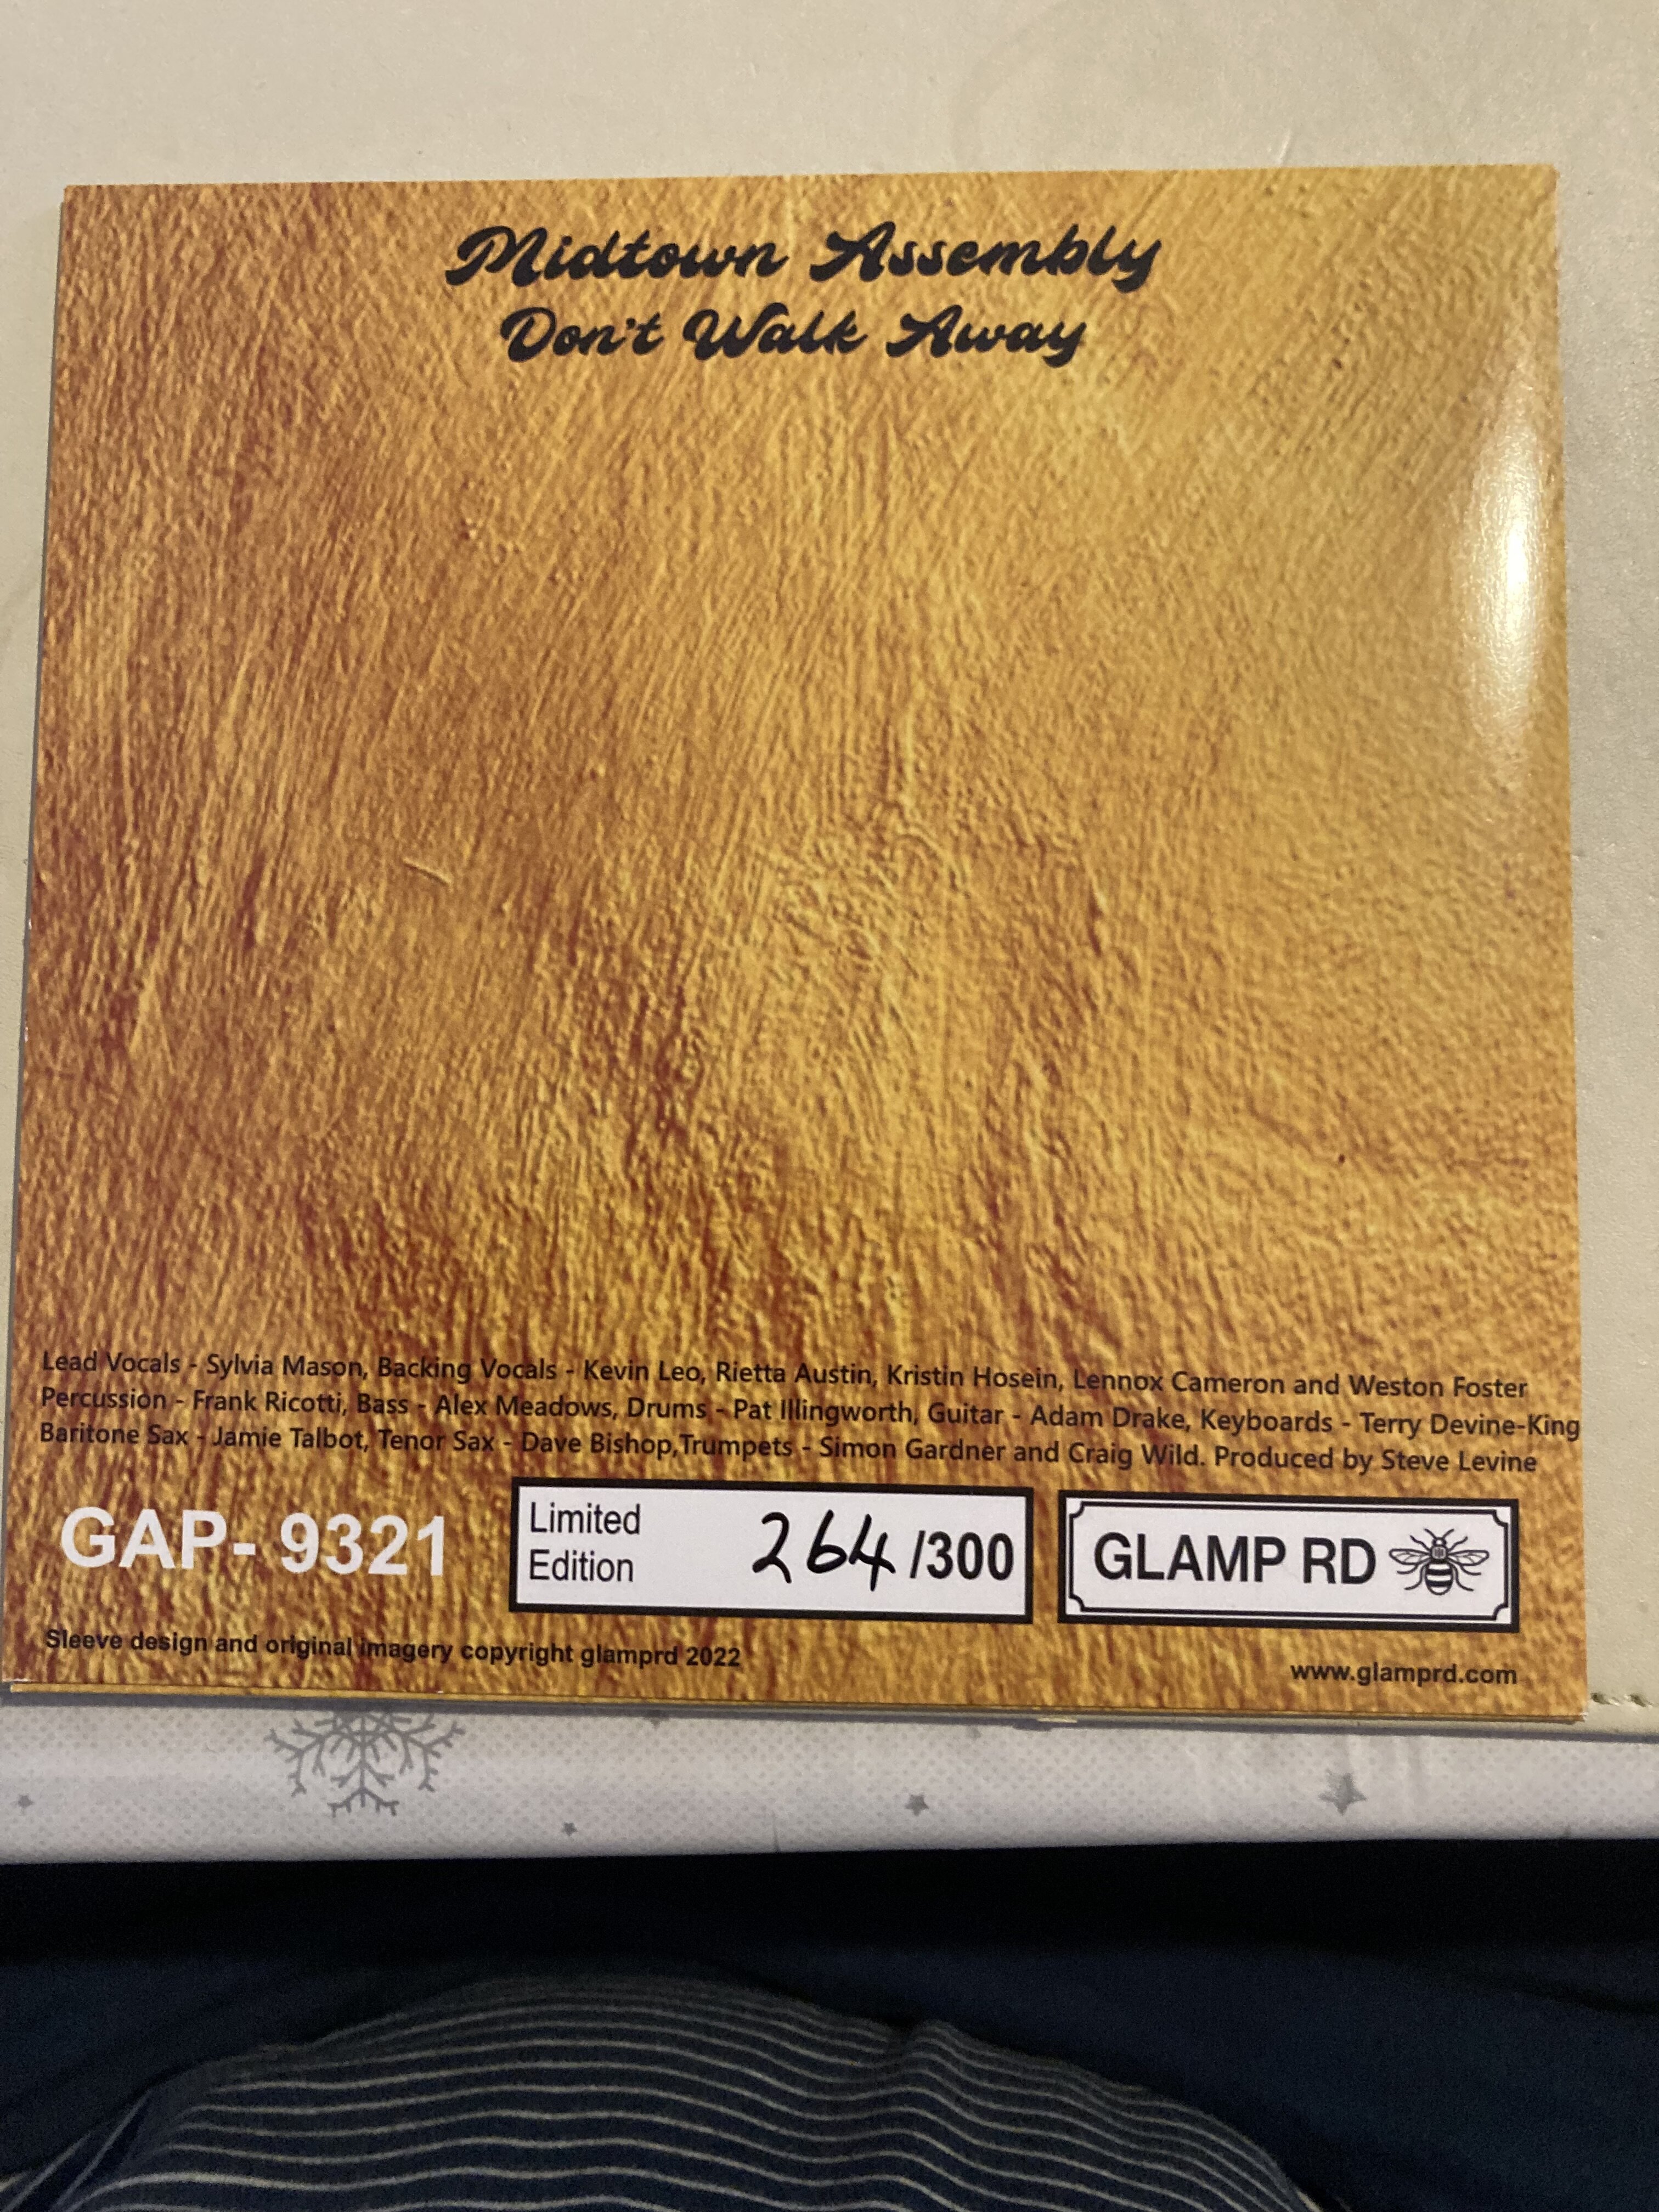 Midtown Assembly
Don't Walk Away
Lead Vocals - Sylvia Mason, Backing Vocals - Kevin Leo, Rietta Austin, Kristin Hosein, Lennox Cameron and Weston Foster
Percussion - Frank Ricotti, Bass - Alex Meadows, Drums - Pat Illingworth, Guitar - Adam Drake, Keyboards - Terry Devine-King
Baritone Sax - Jamie Talbot, Tenor Sax - Dave Bishop,Trumpets - Simon Gardner and Craig Wild. Produced by Steve Levine
GAP- 9321
Limited
Edition
264 /300
GLAMP RD
Sleeve design and original imagery copyright glamprd 2022
www.glamprd.com